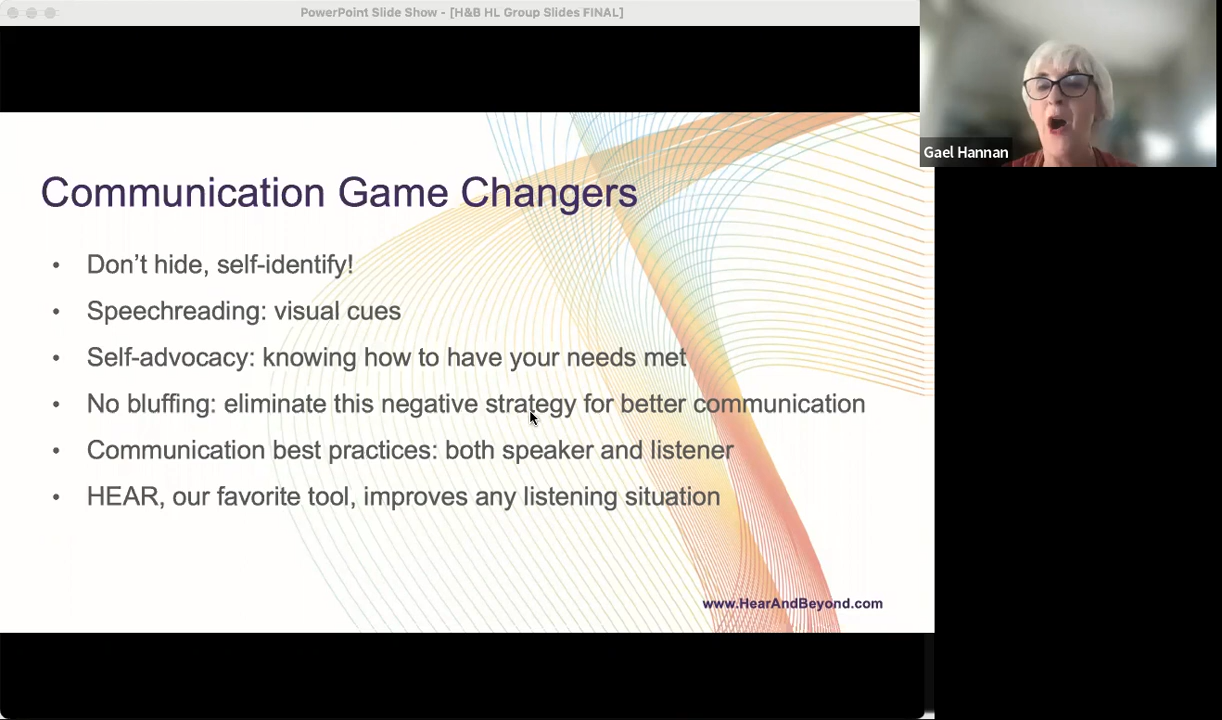 PowerPoint Slide Show - [H&B HL Group Slides FINAL]
Gael Hannan
Communication Game Changers
• Don’t hide, self-identify!
• Speechreading: visual cues
• Self-advocacy: knowing how to have your needs met
• No bluffing: eliminate this negative strategy for better communication
• Communication best practices: both speaker and listener
• HEAR, our favorite tool, improves any listening situation
www.HearAndBeyond.com